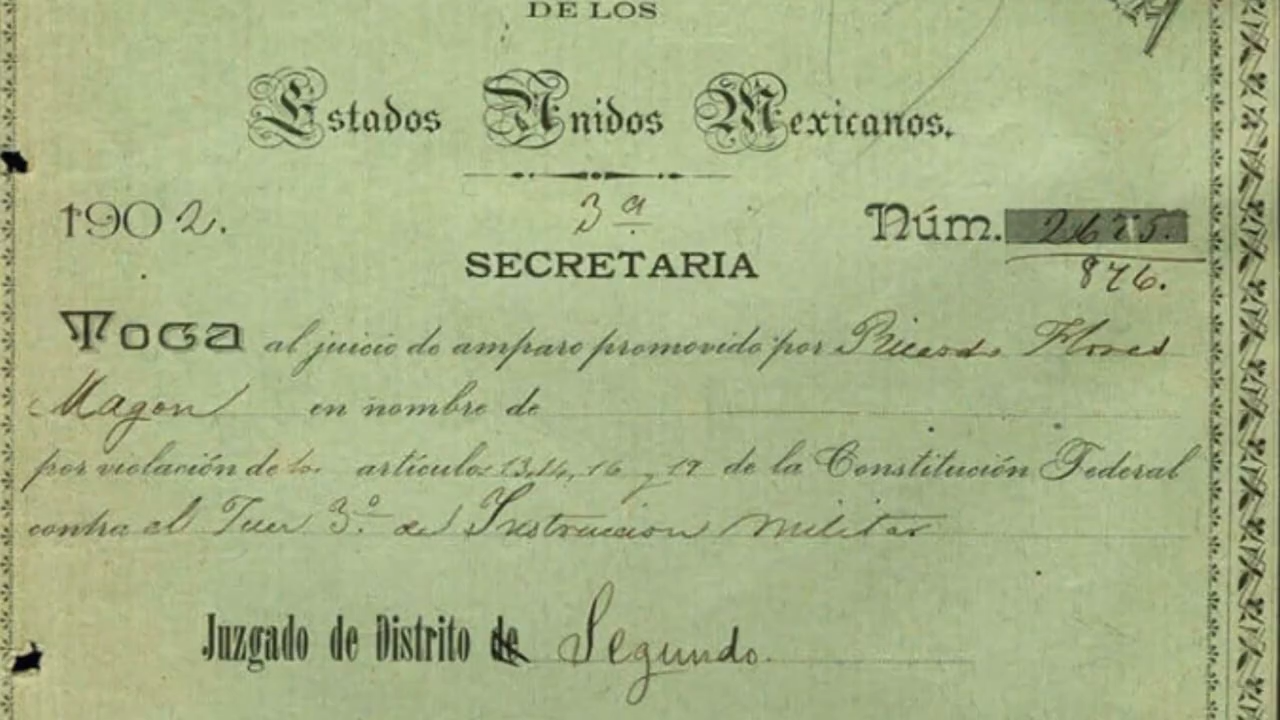 DE LOS
Estados Unidos Mexicanos.
1902. 3ª Núm. 2675.
SECRETARIA 876.
Toca al juicio de amparo promovido por Ricardo Flores
Magon en nombre de
por violación de los artículos 13, 14, 16 y 19 de la Constitución Federal
contra el Juez 3º. de Instruccion Militar
Juzgado de Distrito de Segundo.